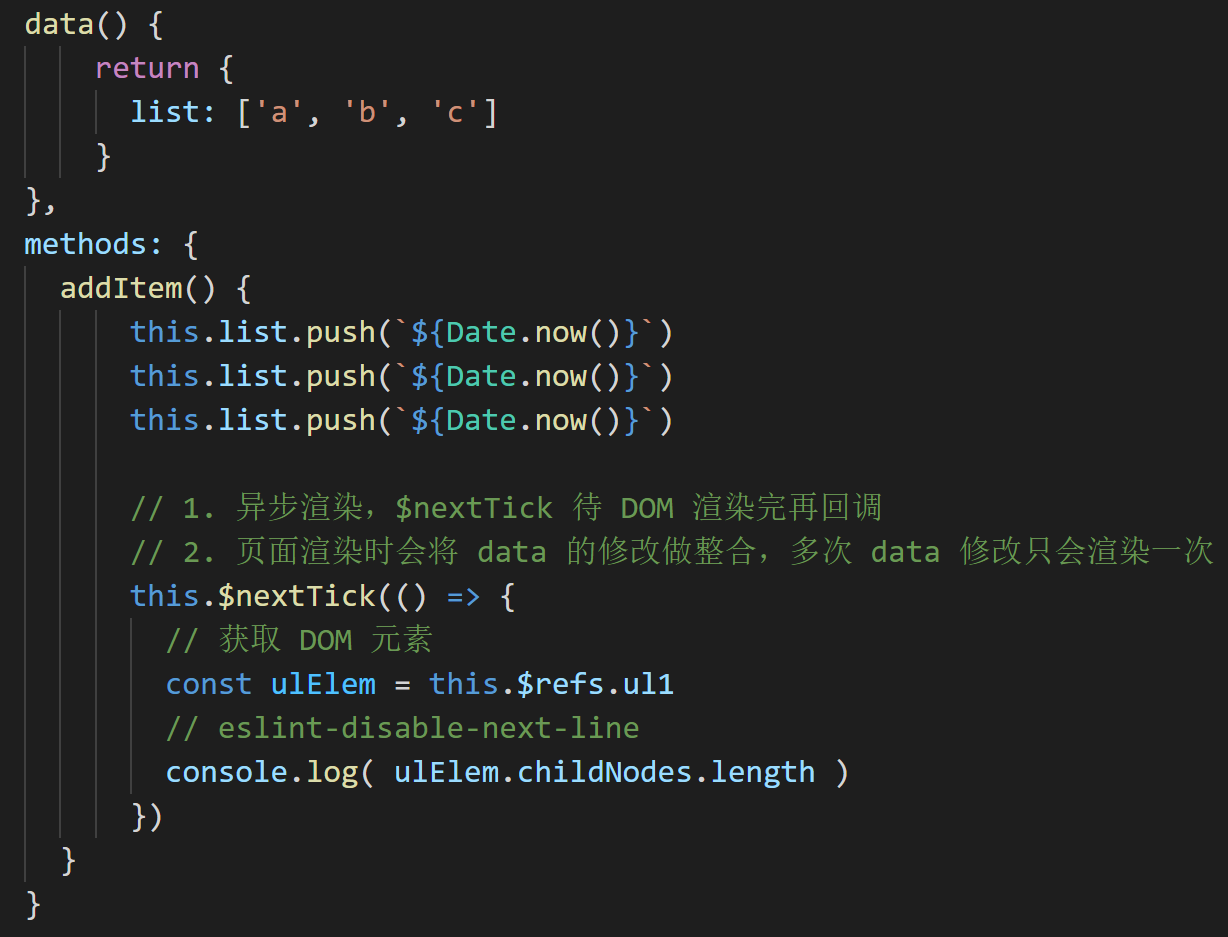 data() {
return {
list: ['a', 'b', 'c']
}
},
methods: {
addItem() {
this.list.push(`${Date.now()}`)
this.list.push(`${Date.now()}`)
this.list.push(`${Date.now()}`)
// 1. 异步渲染，$nextTick 待 DOM 渲染完再回调
// 2. 页面渲染时会将 data 的修改做整合，多次 data 修改只会渲染一次
this.$nextTick(() => {
// 获取 DOM 元素
const ulElem = this.$refs.ul1
// eslint-disable-next-line
console.log( ulElem.childNodes.length )
})
}
}